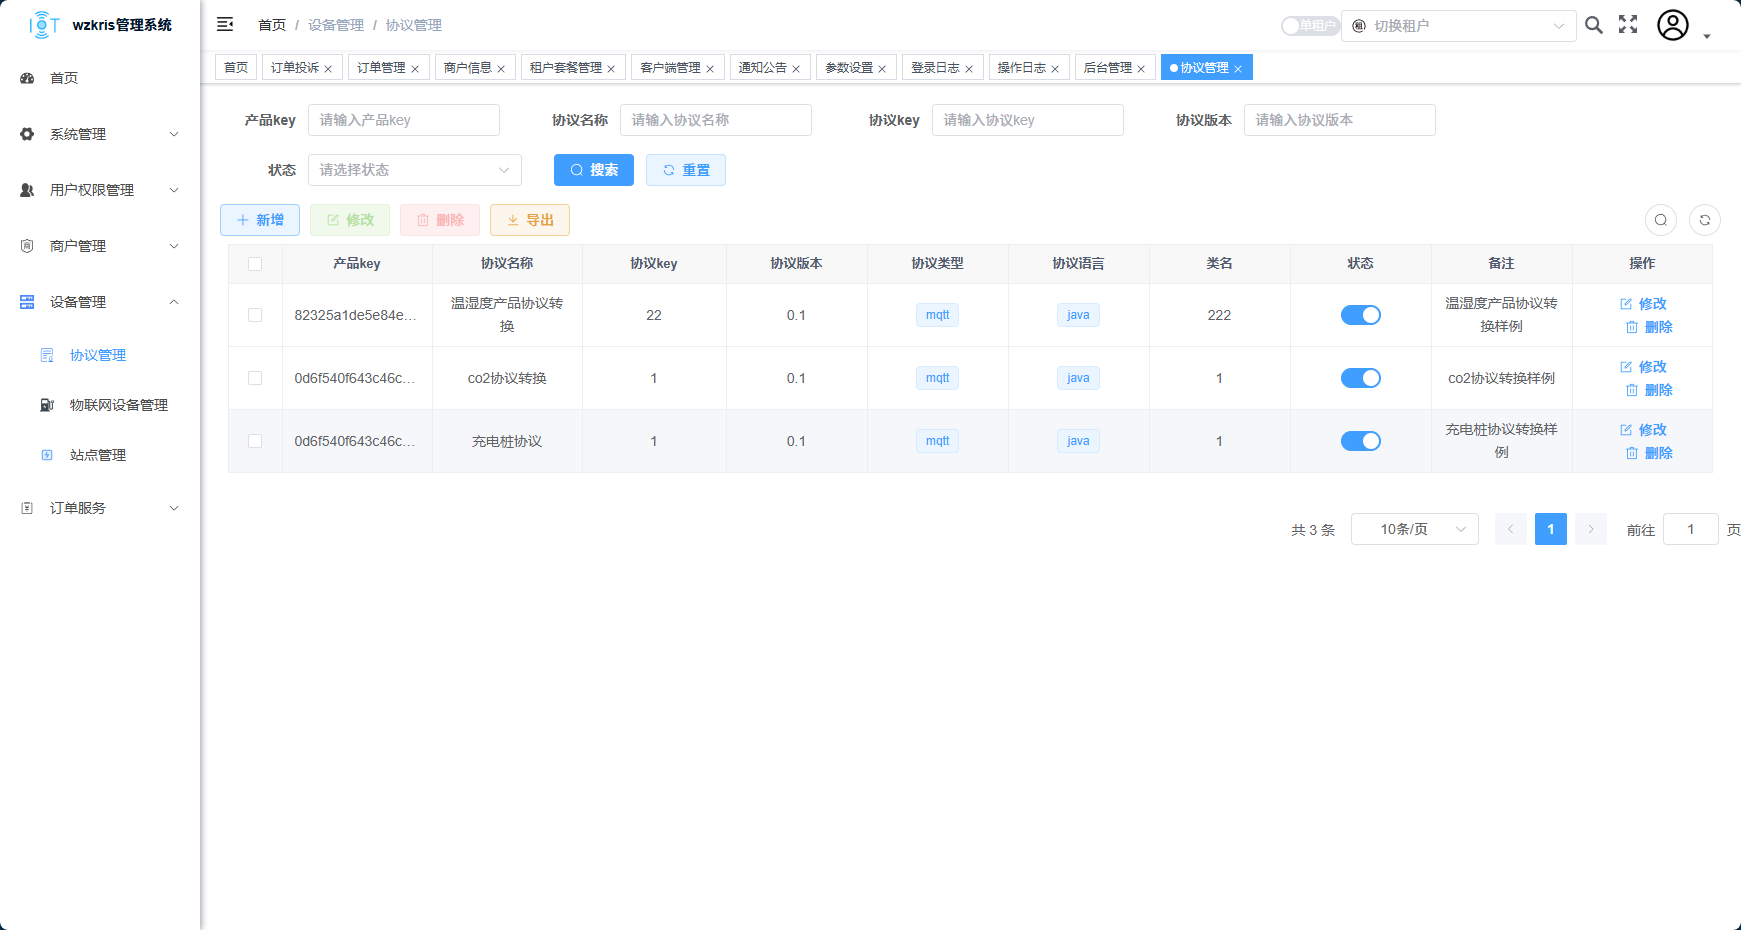 IOT wzkris管理系统
首页
系统管理
用户权限管理
商户管理
设备管理
协议管理
物联网设备管理
站点管理
订单服务
首页 / 设备管理 / 协议管理
单租户 切换租户
首页 订单投诉 订单管理 商户信息 租户套餐管理 客户端管理 通知公告 参数设置 登录日志 操作日志 后台管理 协议管理
产品key 请输入产品key 协议名称 请输入协议名称 协议key 请输入协议key 协议版本 请输入协议版本
状态 请选择状态 搜索 重置
新增 修改 删除 导出
产品key 协议名称 协议key 协议版本 协议类型 协议语言 类名 状态 备注 操作
82325a1de5e84e... 温湿度产品协议转
换 22 0.1 mqtt java 222 温湿度产品协议转
换样例 修改
删除
0d6f540f643c46c... co2协议转换 1 0.1 mqtt java 1 co2协议转换样例 修改
删除
0d6f540f643c46c... 充电桩协议 1 0.1 mqtt java 1 充电桩协议转换样
例 修改
删除
共 3 条 10条/页 1 前往 1 页